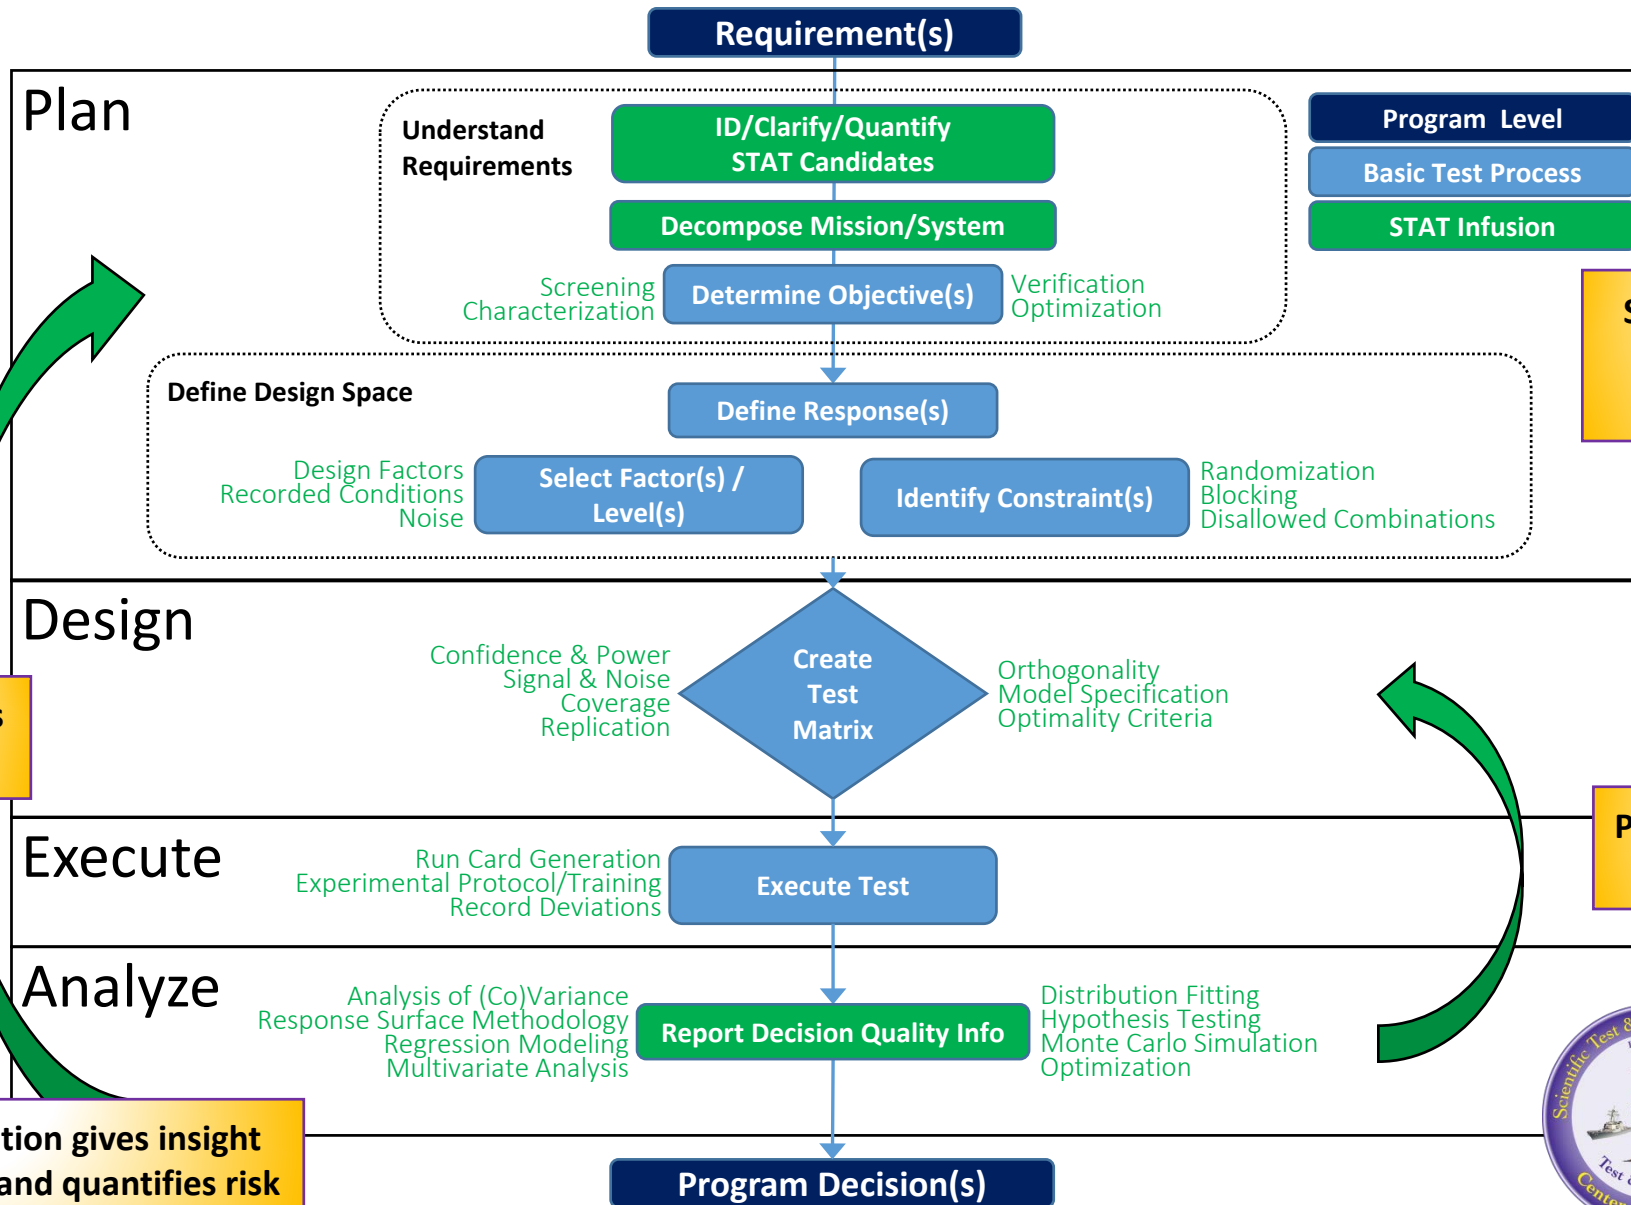 Requirement(s)
Plan
Understand
Requirements
ID/Clarify/Quantify
STAT Candidates
Decompose Mission/System
Screening
Characterization
Determine Objective(s)
Verification
Optimization
Program Level
Basic Test Process
STAT Infusion
S
Define Design Space
Define Response(s)
Design Factors
Recorded Conditions
Noise
Select Factor(s) /
Level(s)
Identify Constraint(s)
Randomization
Blocking
Disallowed Combinations
Design
Confidence & Power
Signal & Noise
Coverage
Replication
Create
Test
Matrix
Orthogonality
Model Specification
Optimality Criteria
s
P
Execute
Run Card Generation
Experimental Protocol/Training
Record Deviations
Execute Test
Analyze
Analysis of (Co)Variance
Response Surface Methodology
Regression Modeling
Multivariate Analysis
Report Decision Quality Info
Distribution Fitting
Hypothesis Testing
Monte Carlo Simulation
Optimization
tion gives insight
and quantifies risk
Program Decision(s)
Scientific Test &
Test &
Center